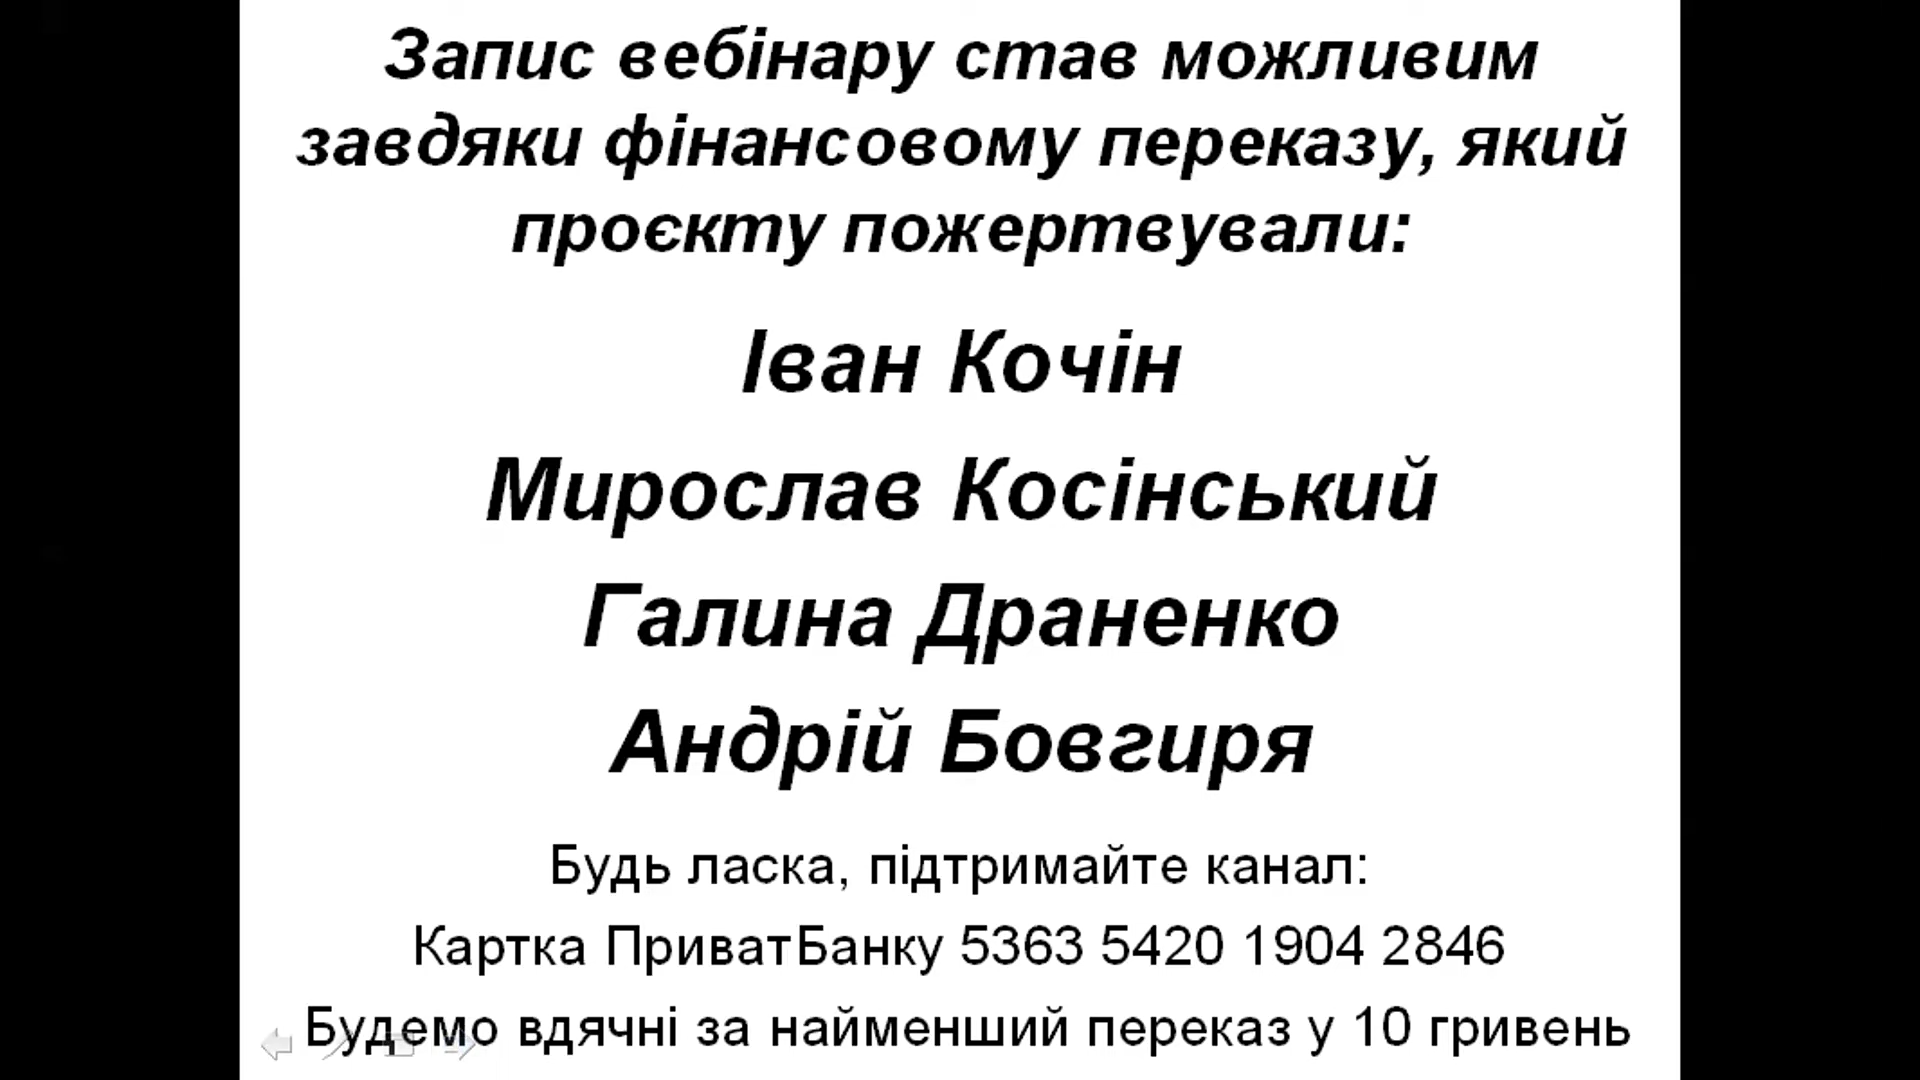 Запис вебінару став можливим
завдяки фінансовому переказу, який
проєкту пожертвували:
Іван Кочін
Мирослав Косінський
Галина Драненко
Андрій Бовгиря
Будь ласка, підтримайте канал:
Картка ПриватБанку 5363 5420 1904 2846
Будемо вдячні за найменший переказ у 10 гривень